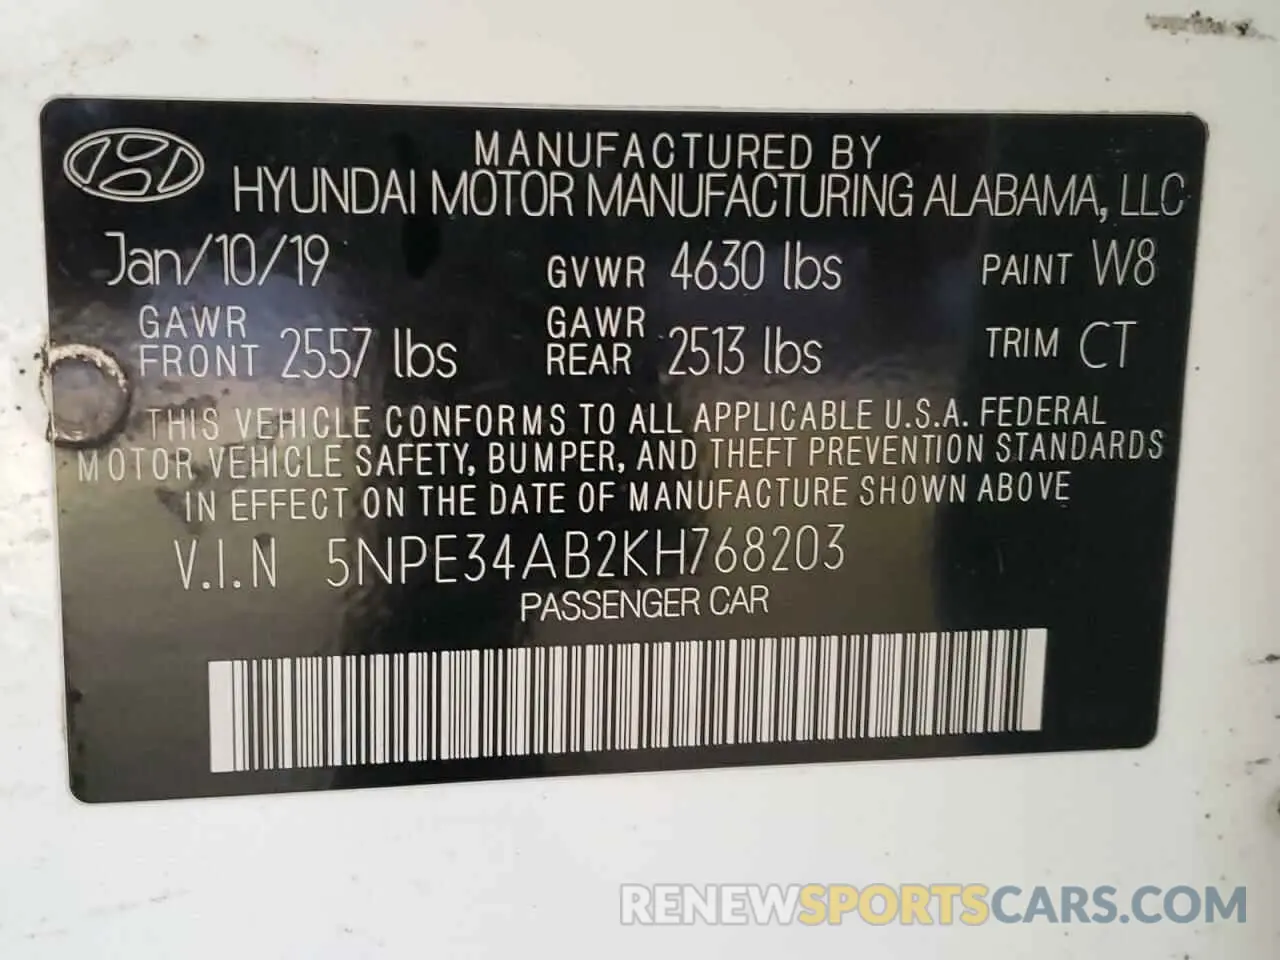 MANUFACTURED BY
HYUNDAI MOTOR MANUFACTURING ALABAMA, LLC
Jan/10/19 GVWR 4630 lbs PAINT W8
GAWR FRONT 2557 lbs GAWR REAR 2513 lbs TRIM CT
THIS VEHICLE CONFORMS TO ALL APPLICABLE U.S.A. FEDERAL
MOTOR VEHICLE SAFETY, BUMPER, AND THEFT PREVENTION STANDARDS
IN EFFECT ON THE DATE OF MANUFACTURE SHOWN ABOVE
V.I.N 5NPE34AB2KH768203
PASSENGER CAR
RENEWSPORTSCARS.COM